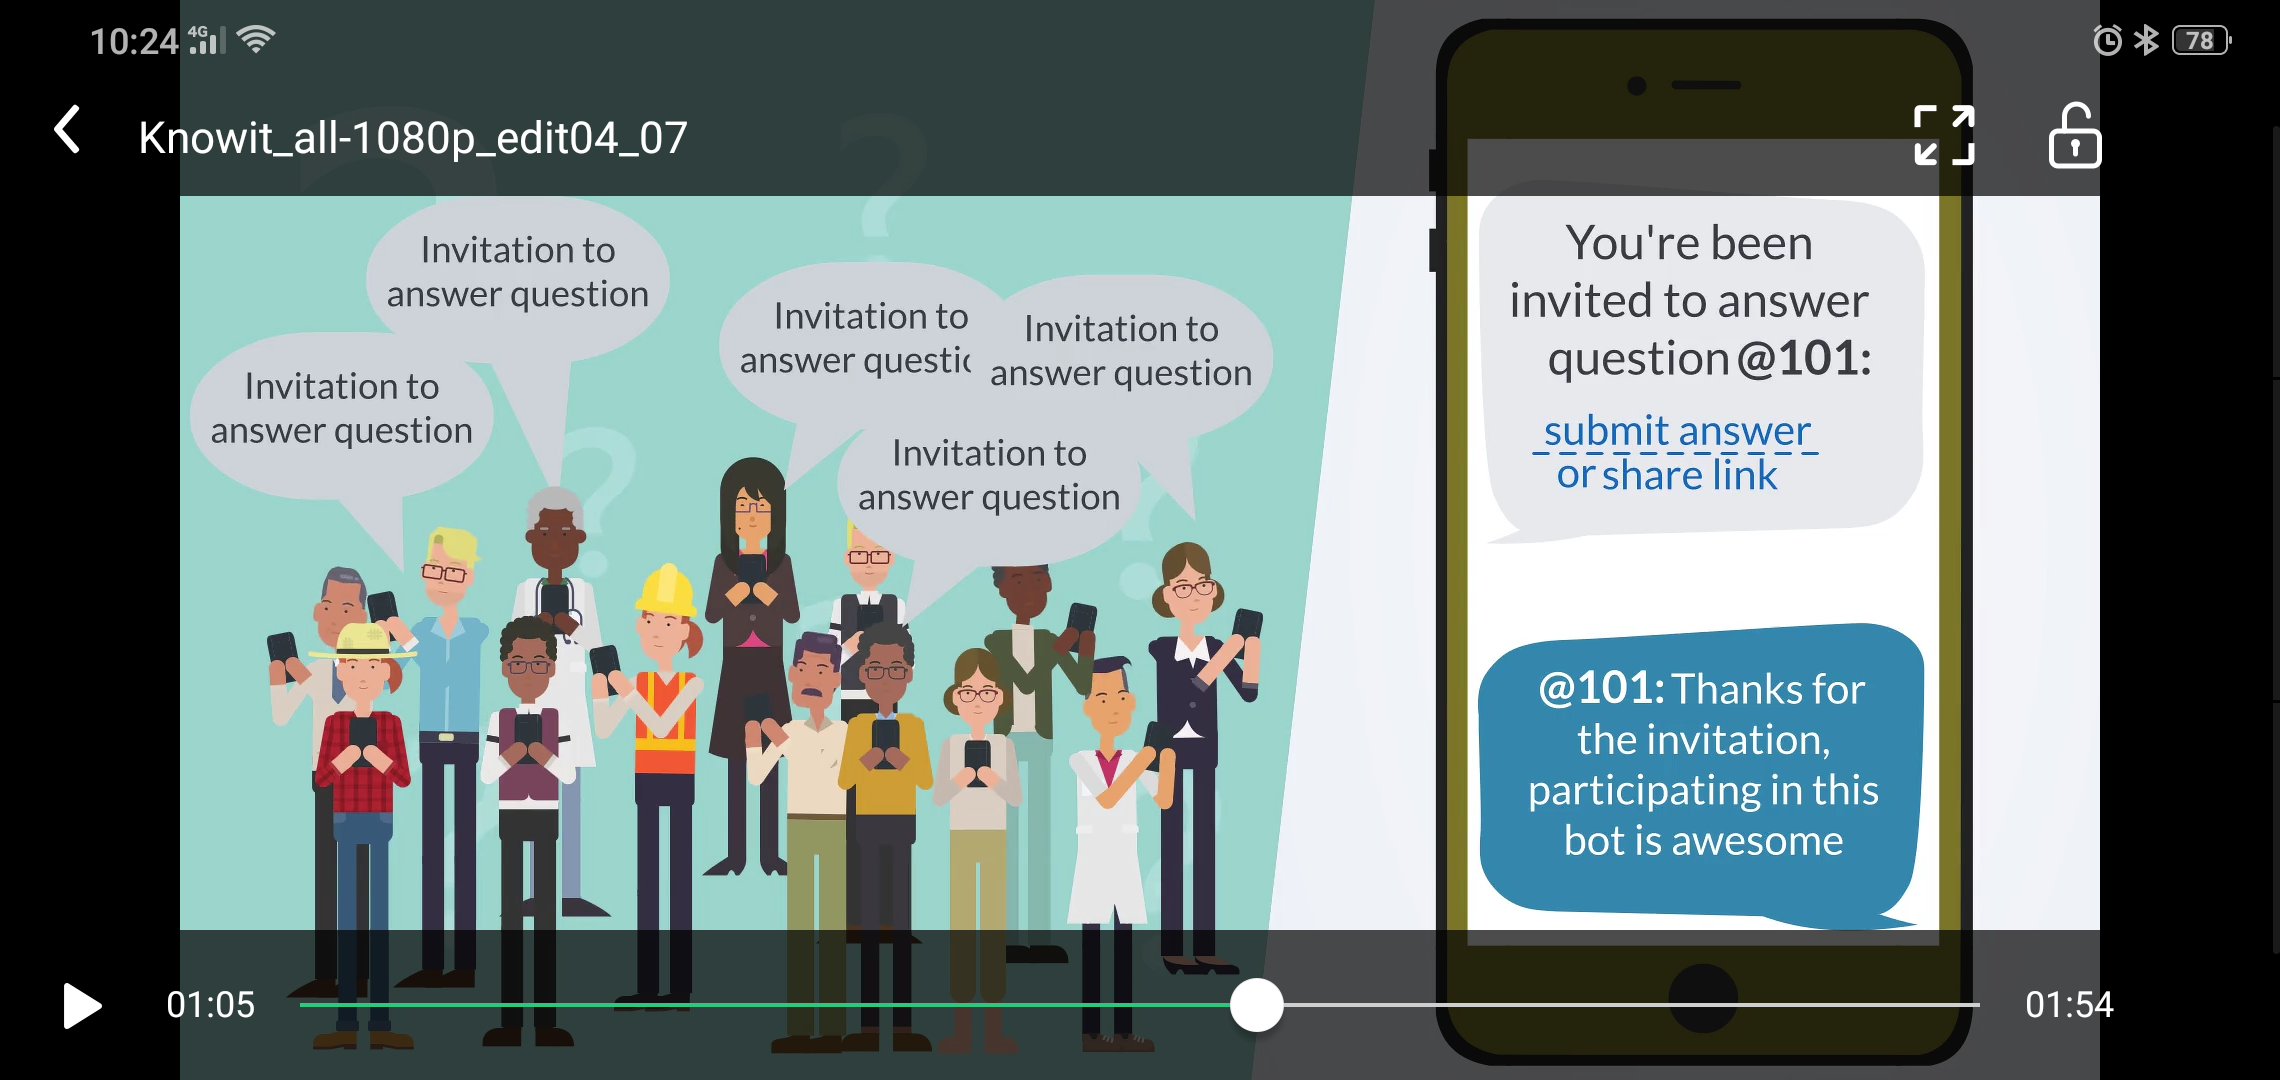 10:24 4G 78
Knowit_all-1080p_edit04_07
Invitation to
answer question
Invitation to
answer question
Invitation to
answer questic
Invitation to
answer question
Invitation to
answer question
You're been
invited to answer
question @101:
submit answer
or share link
@101: Thanks for
the invitation,
participating in this
bot is awesome
01:05
01:54